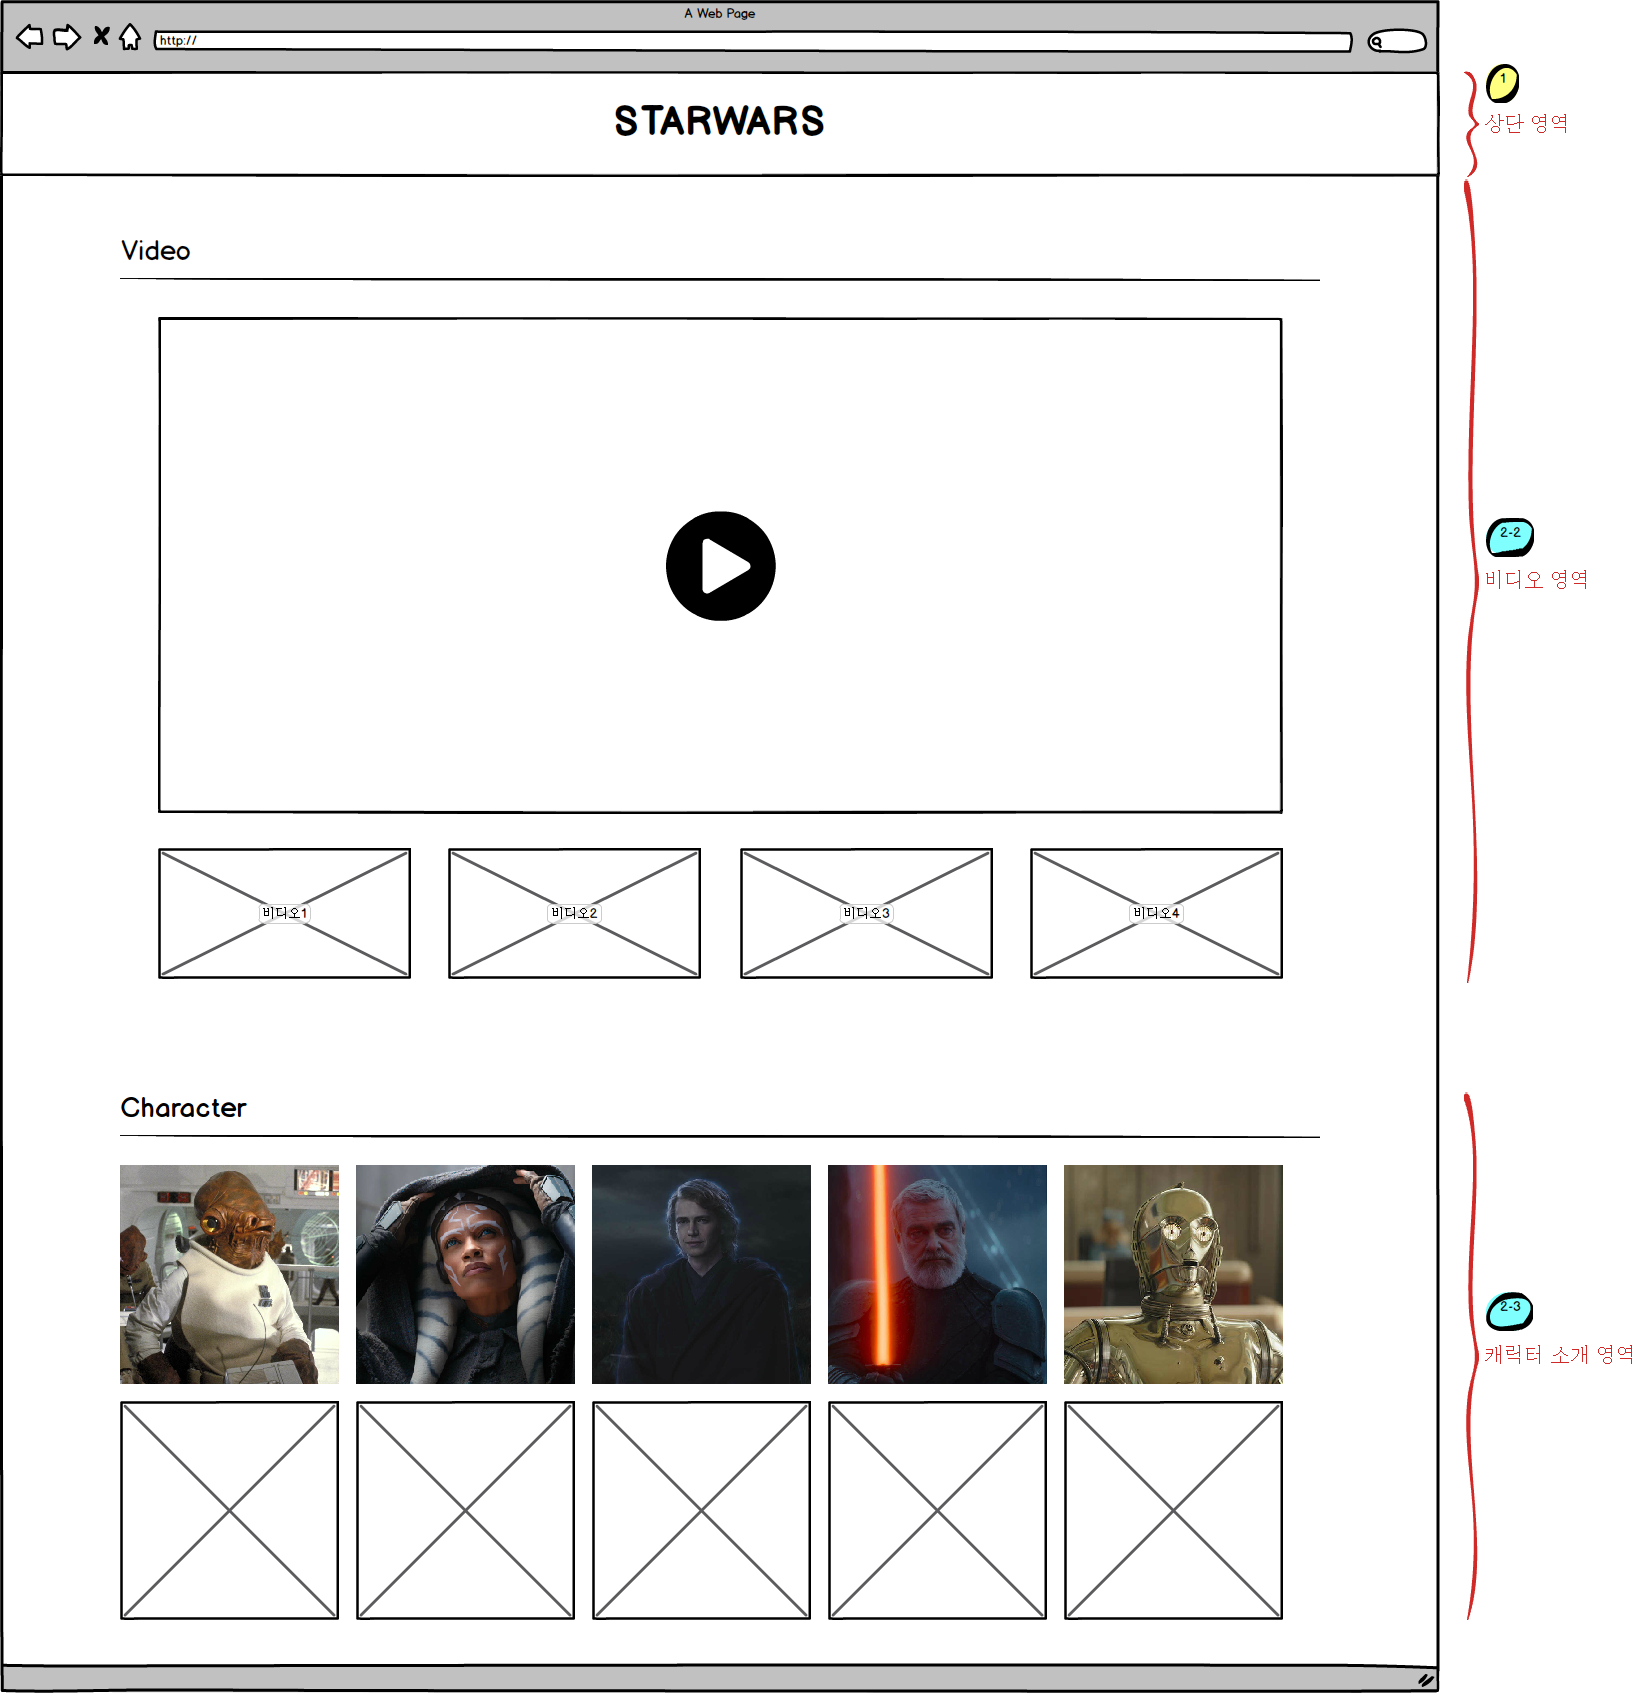 A Web Page
http://
STARWARS
1
상단 영역
Video
2-2
비디오 영역
비디오1
비디오2
비디오3
비디오4
Character
2-3
캐릭터 소개 영역